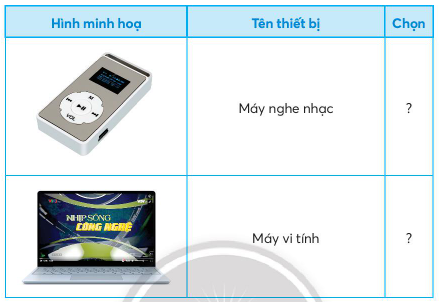 Hình minh hoạ Tên thiết bị Chọn
M
VOL
Máy nghe nhạc ?
NHỊP SỐNG
CÔNG NGHỆ
Máy vi tính ?